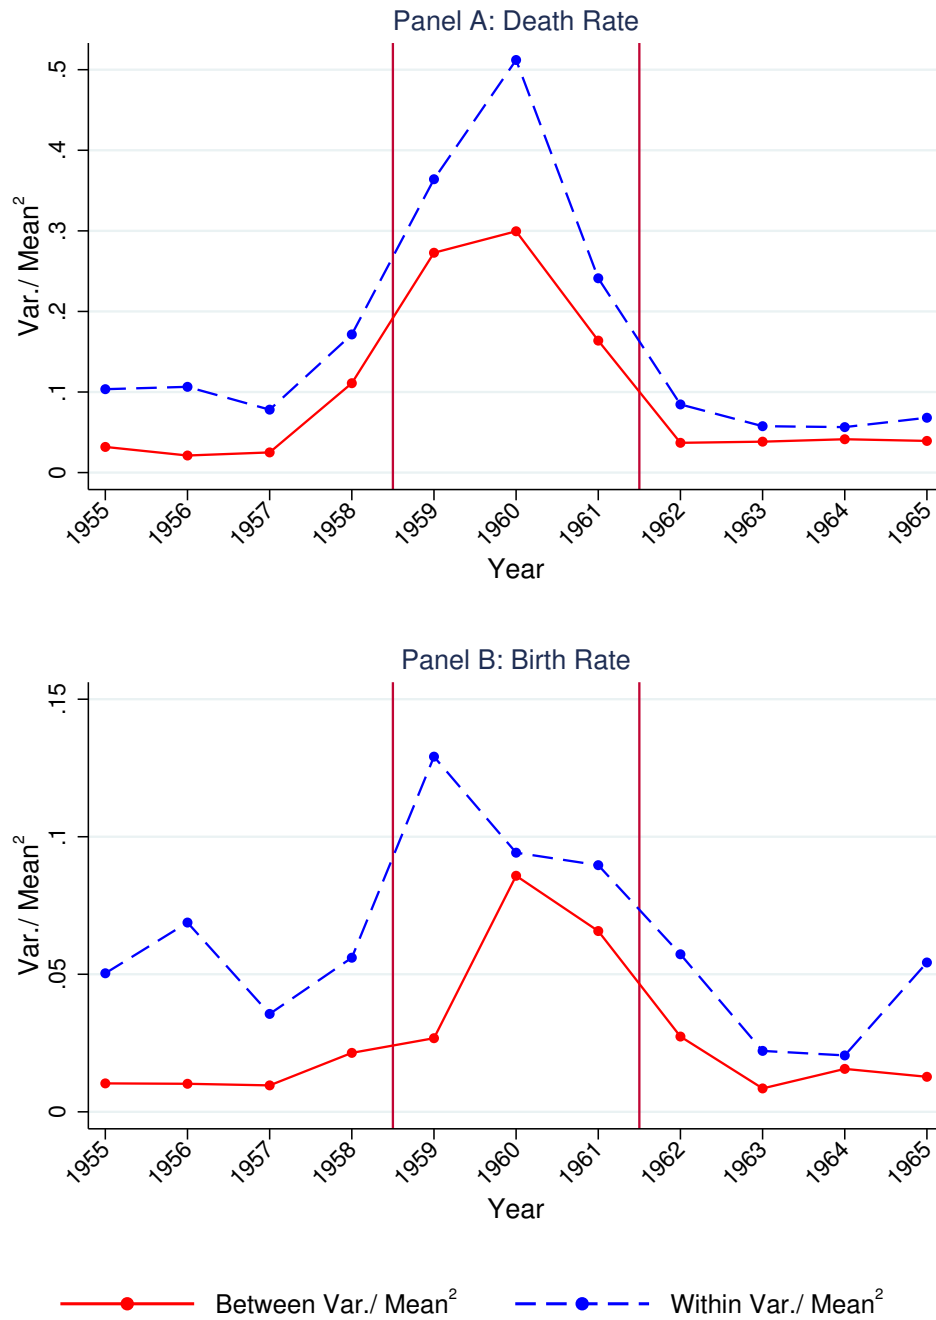 Panel A: Death Rate
Var./ Mean²
.5
.4
.3
.2
.1
0
1955 1956 1957 1958 1959 1960 1961 1962 1963 1964 1965
Year
Panel B: Birth Rate
Var./ Mean²
.15
.1
.05
0
1955 1956 1957 1958 1959 1960 1961 1962 1963 1964 1965
Year
Between Var./ Mean² Within Var./ Mean²